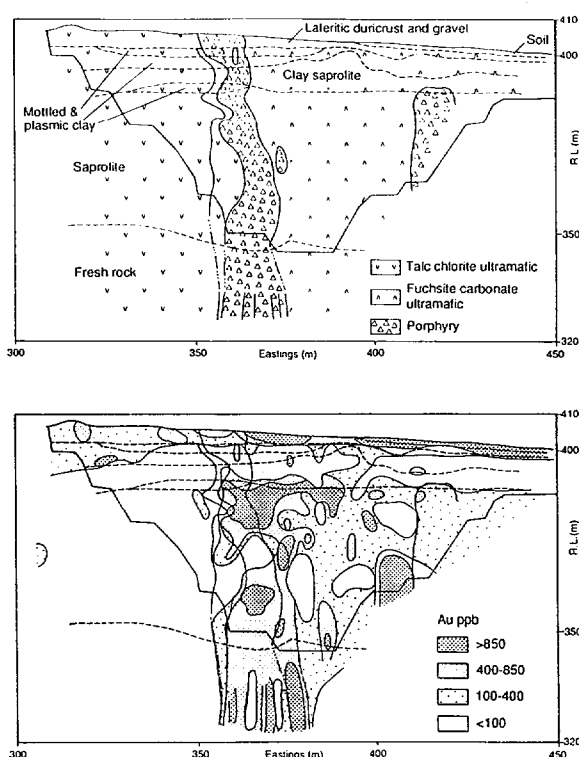 Lateritic duricrust and gravel
Soil
Clay saprolite
Mottled &
plasmic clay
Saprolite
Fresh rock
Talc chlorite ultramatic
Fuchsite carbonate
ultramatic
Porphyry
410
400
R.L (m)
350
320
300
350
400
450
Eastings (m)
410
400
R.L (m)
350
320
Au ppb
>850
400-850
100-400
<100
300
350
400
450
Eastings (m)